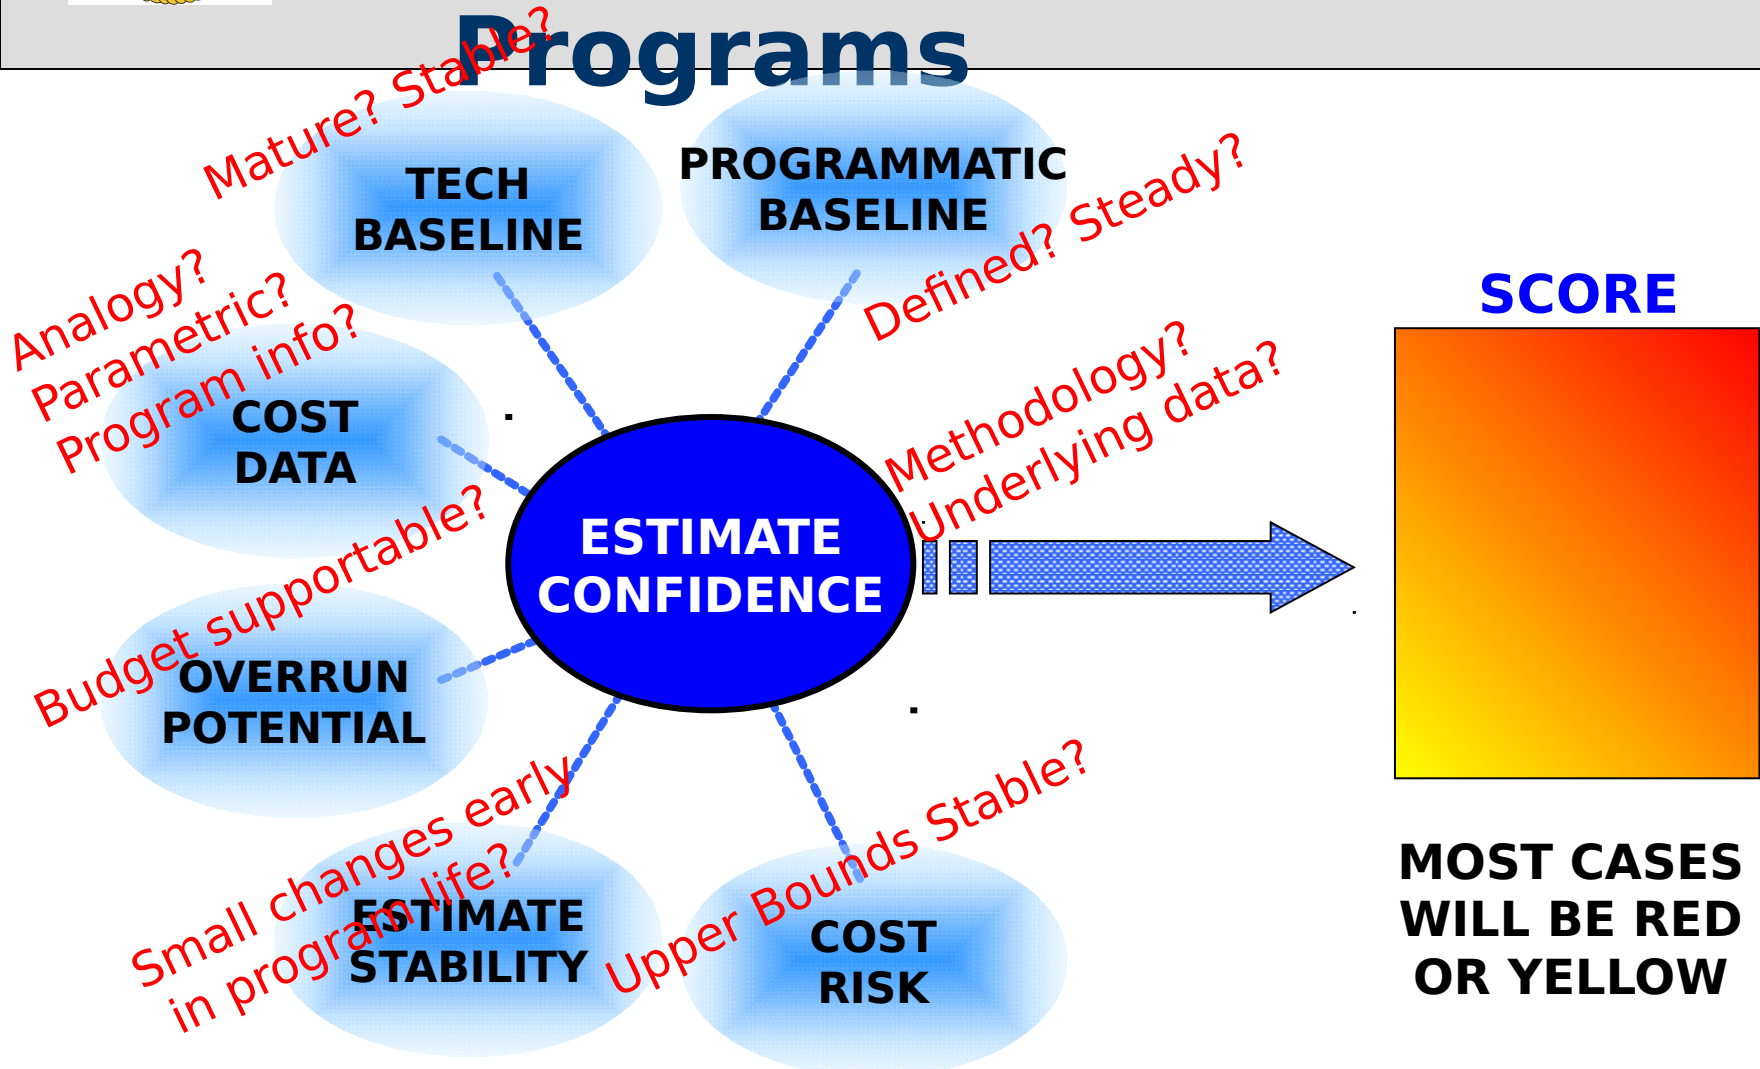 Programs
Mature? Stable?
TECH
BASELINE
PROGRAMMATIC
BASELINE
Defined? Steady?
Analogy?
Parametric?
Program info?
COST
DATA
Methodology?
Underlying data?
SCORE
ESTIMATE
CONFIDENCE
Budget supportable?
OVERRUN
POTENTIAL
Small changes early
in program life?
ESTIMATE
STABILITY
Upper Bounds Stable?
COST
RISK
MOST CASES
WILL BE RED
OR YELLOW